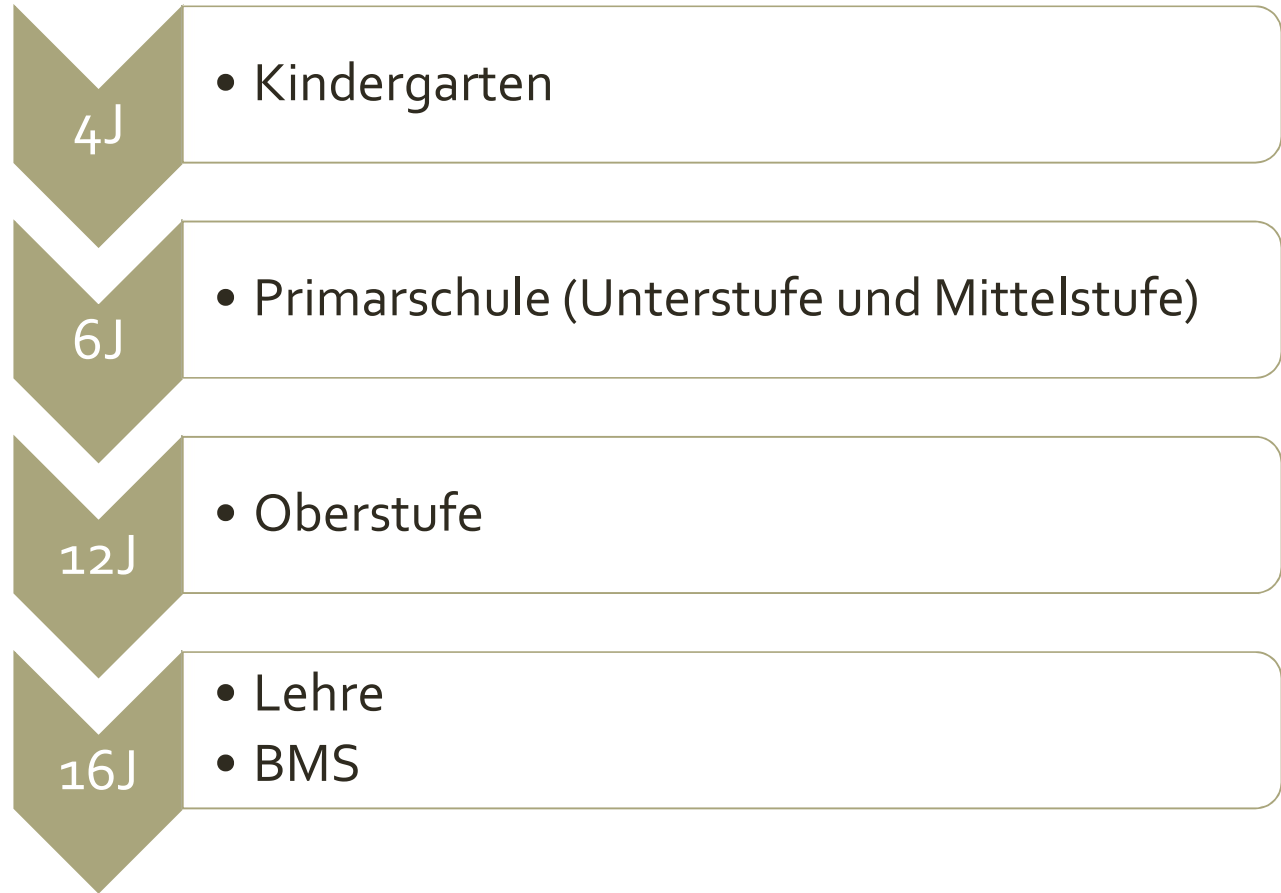 4J
• Kindergarten
6J
• Primarschule (Unterstufe und Mittelstufe)
12J
• Oberstufe
16J
• Lehre
• BMS